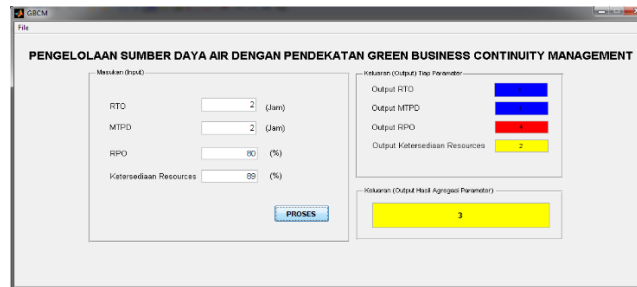 GBCM
File
PENGELOLAAN SUMBER DAYA AIR DENGAN PENDEKATAN GREEN BUSINESS CONTINUITY MANAGEMENT
Masukan (Input)
RTO 2 (Jam)
MTPD 2 (Jam)
RPO 80 (%)
Ketersediaan Resources 89 (%)
PROSES
Keluaran (Output) Tiap Parameter
Output RTO
Output MTPD
Output RPO 4
Output Ketersediaan Resources 2
Keluaran (Output Hasil Agregasi Parameter)
3